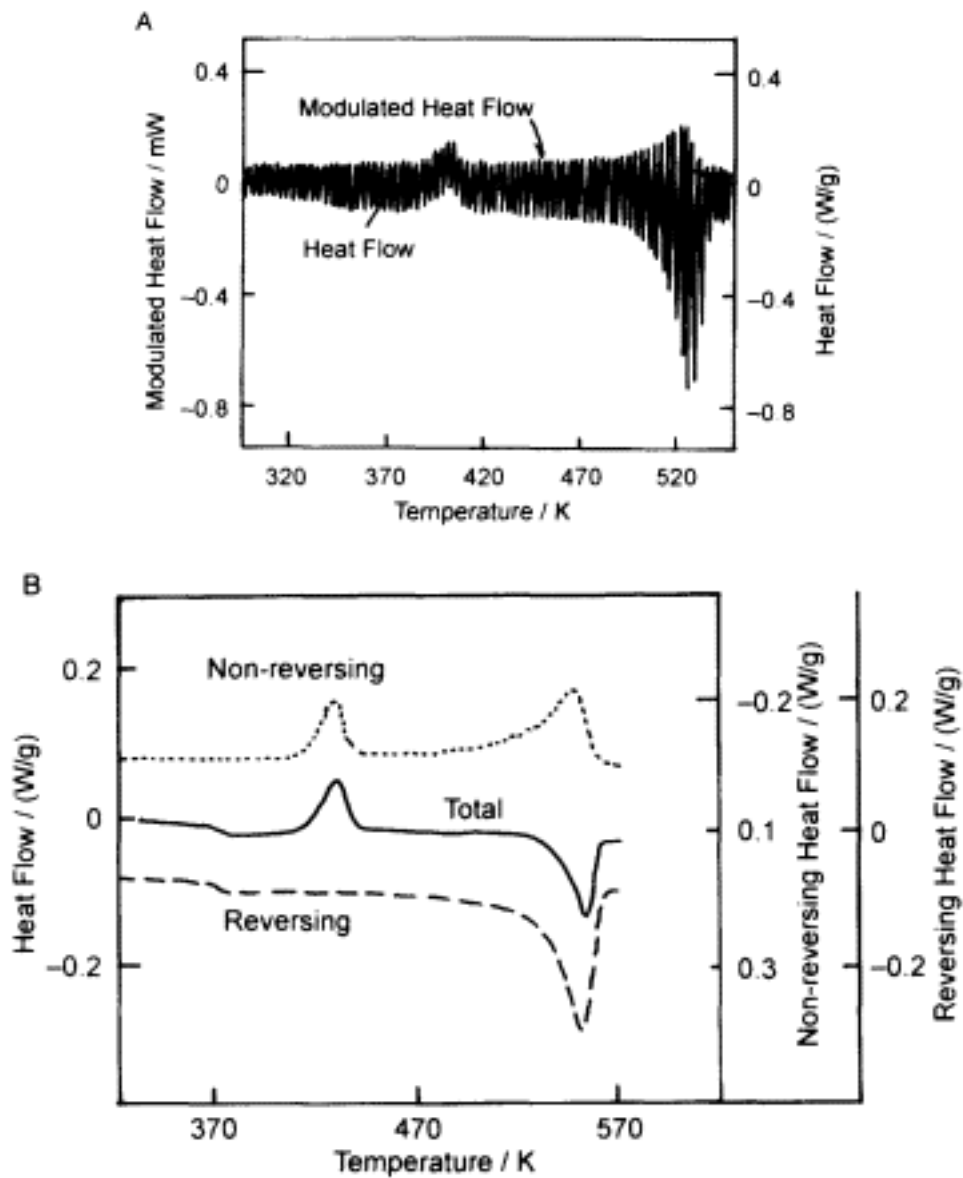 A
0.4
0
−0.4
−0.8
Modulated Heat Flow / mW
Modulated Heat Flow
Heat Flow
0.4
0
−0.4
−0.8
Heat Flow / (W/g)
320 370 420 470 520
Temperature / K
B
0.2
0
−0.2
Heat Flow / (W/g)
Non-reversing
Total
Reversing
−0.2
0.1
0.3
Non-reversing Heat Flow / (W/g)
0.2
0
−0.2
Reversing Heat Flow / (W/g)
370 470 570
Temperature / K